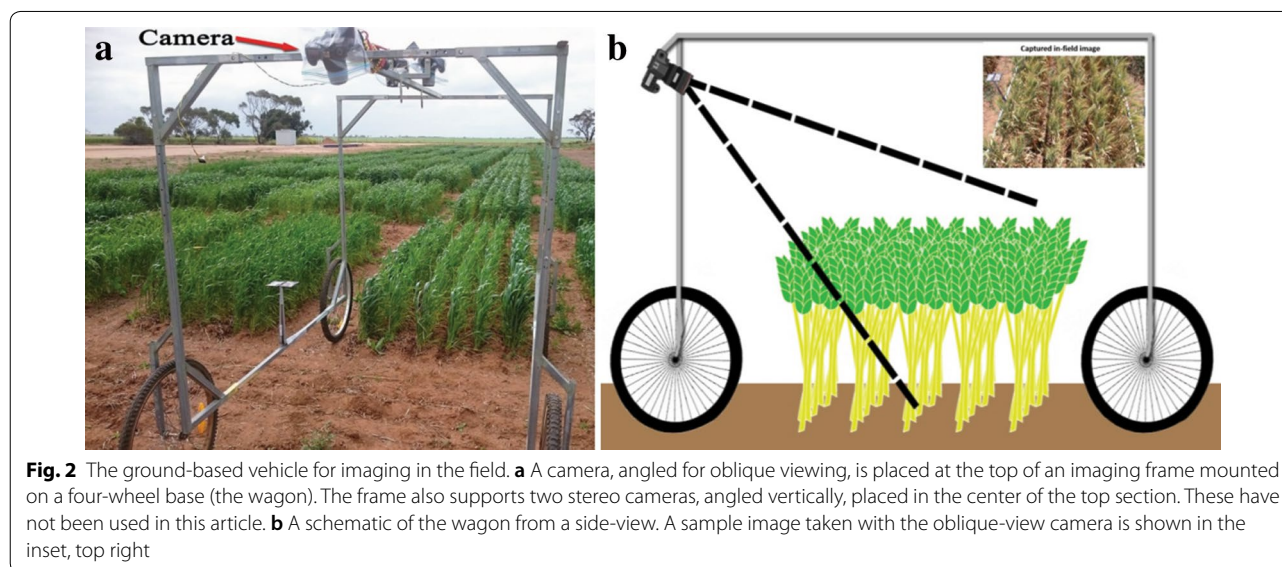 a
Camera
b
Captured in-field image
Fig. 2 The ground-based vehicle for imaging in the field. a A camera, angled for oblique viewing, is placed at the top of an imaging frame mounted
on a four-wheel base (the wagon). The frame also supports two stereo cameras, angled vertically, placed in the center of the top section. These have
not been used in this article. b A schematic of the wagon from a side-view. A sample image taken with the oblique-view camera is shown in the
inset, top right